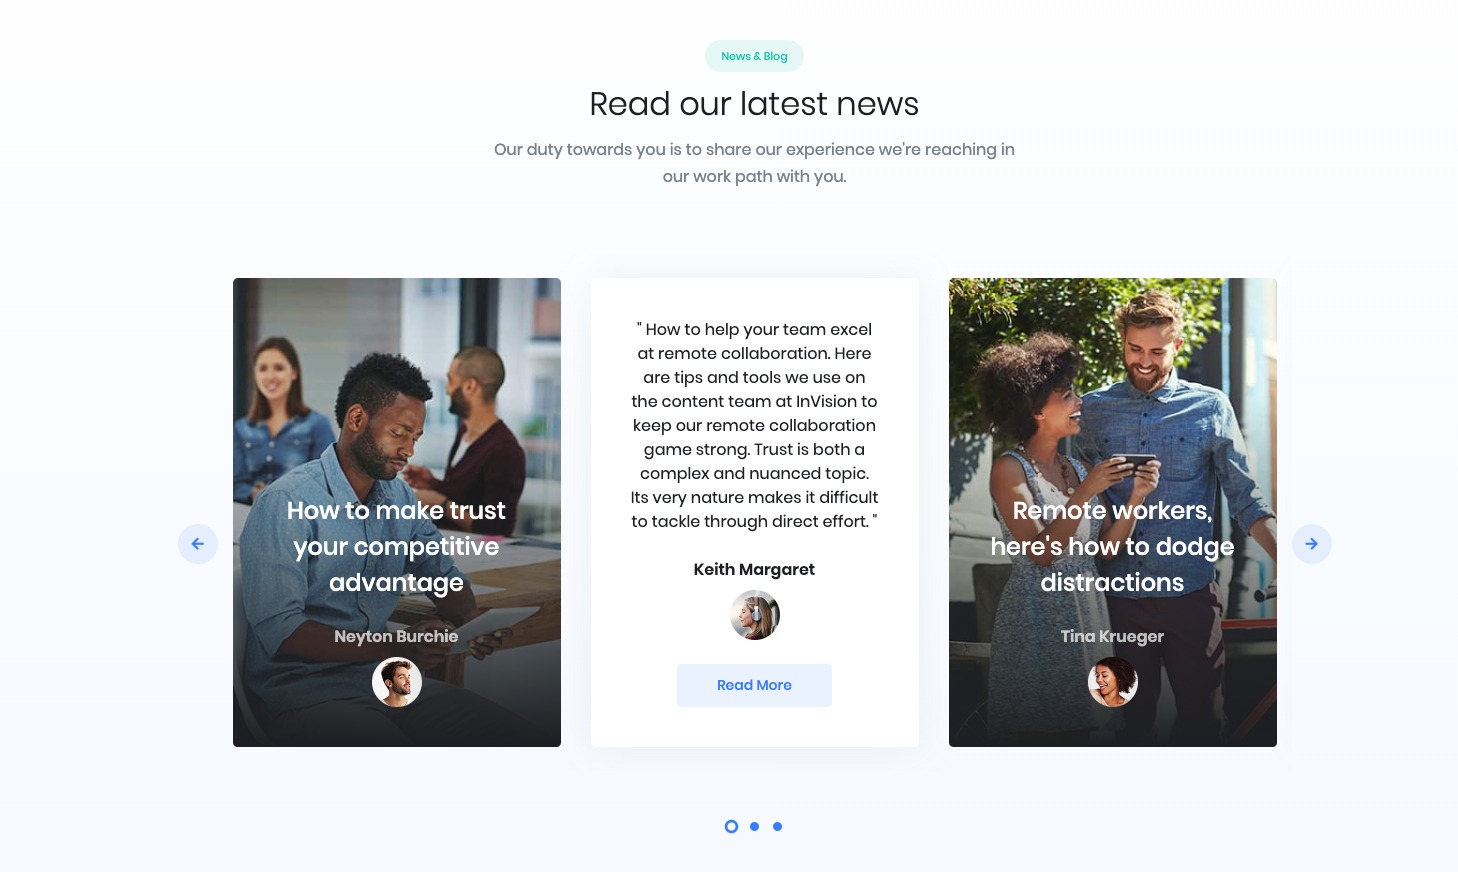 News & Blog
Read our latest news
Our duty towards you is to share our experience we're reaching in
our work path with you.
How to make trust
your competitive
advantage
Neyton Burchie
" How to help your team excel
at remote collaboration. Here
are tips and tools we use on
the content team at InVision to
keep our remote collaboration
game strong. Trust is both a
complex and nuanced topic.
Its very nature makes it difficult
to tackle through direct effort. "
Keith Margaret
Read More
Remote workers,
here's how to dodge
distractions
Tina Krueger